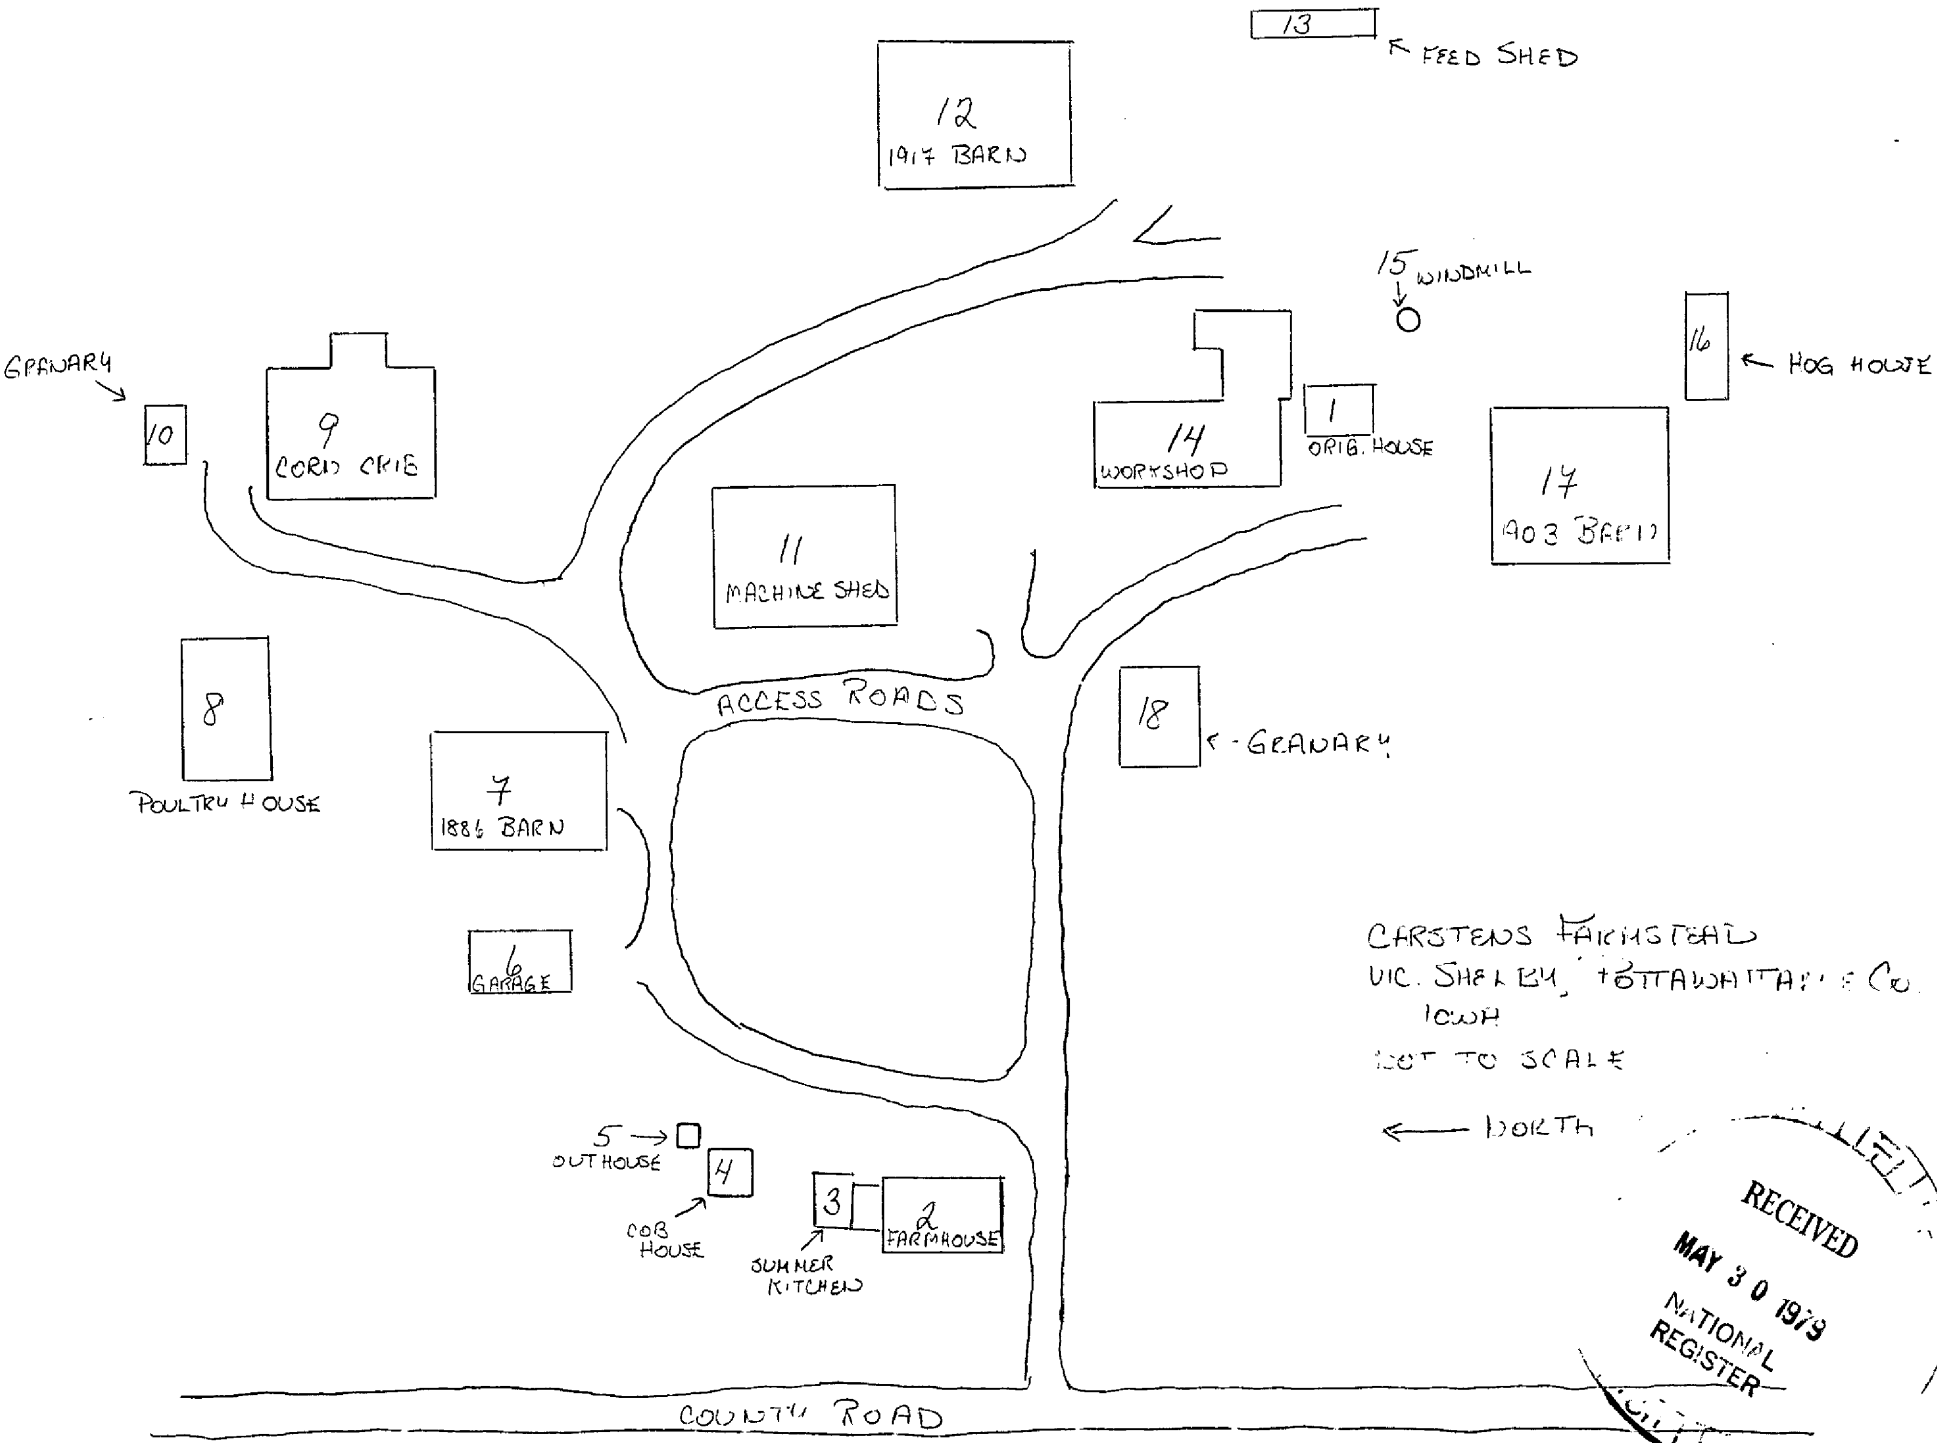 13
FEED SHED
12
1917 BARN
15 WINDMILL
GRANARY
10
9
CORN CRIB
16
HOG HOUSE
1
ORIG. HOUSE
14
WORKSHOP
17
1903 BARN
11
MACHINE SHED
ACCESS ROADS
8
POULTRY HOUSE
18
GRANARY
7
1886 BARN
6
GARAGE
CARSTENS FARMSTEAD
VIC. SHELBY, POTTAWATTAMIE CO.
IOWA
NOT TO SCALE
NORTH
5
OUTHOUSE
4
COB
HOUSE
3
SUMMER
KITCHEN
2
FARMHOUSE
RECEIVED
MAY 30 1979
NATIONAL
REGISTER
COUNTY ROAD